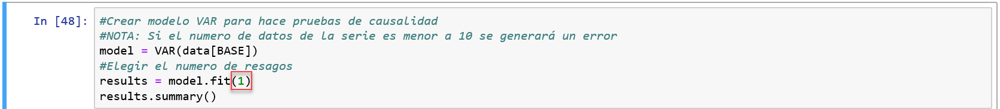 In [48]: #Crear modelo VAR para hace pruebas de causalidad
#NOTA: Si el numero de datos de la serie es menor a 10 se generará un error
model = VAR(data[BASE])
#Elegir el numero de resagos
results = model.fit(1)
results.summary()